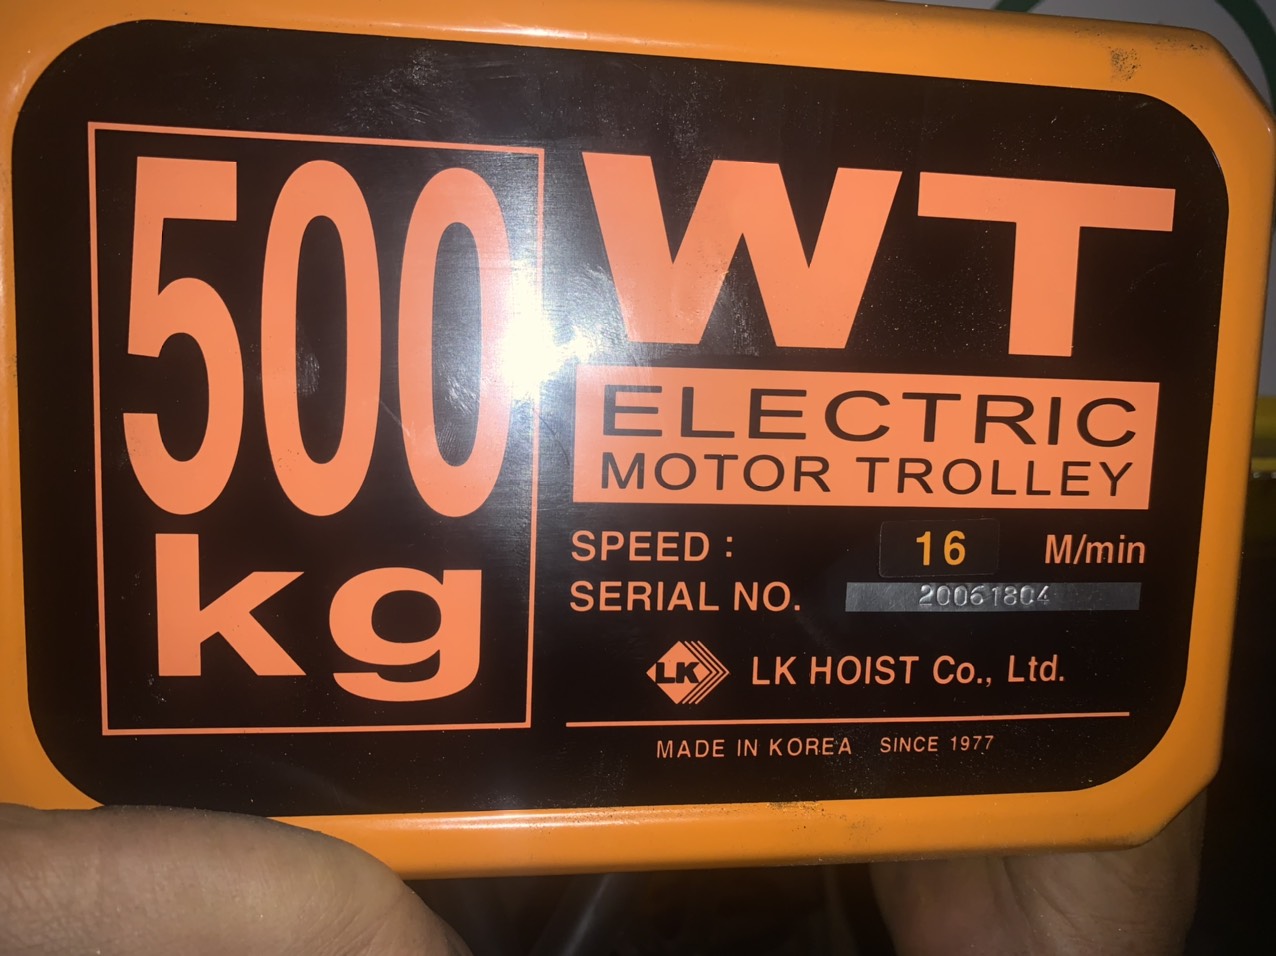 500
kg
WT
ELECTRIC
MOTOR TROLLEY
SPEED : 16 M/min
SERIAL NO. 20061804
LK LK HOIST Co., Ltd.
MADE IN KOREA SINCE 1977